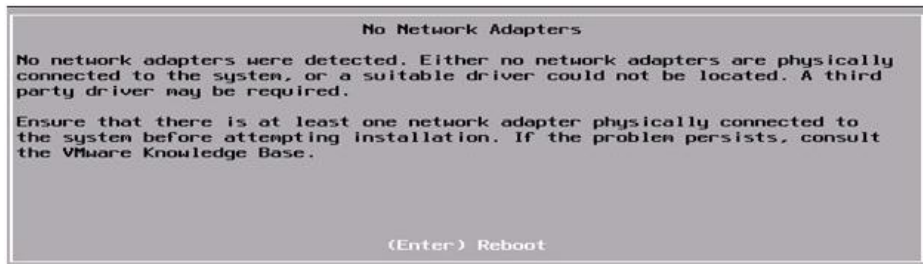 No Network Adapters
No network adapters were detected. Either no network adapters are physically
connected to the system, or a suitable driver could not be located. A third
party driver may be required.
Ensure that there is at least one network adapter physically connected to
the system before attempting installation. If the problem persists, consult
the VMware Knowledge Base.
(Enter) Reboot